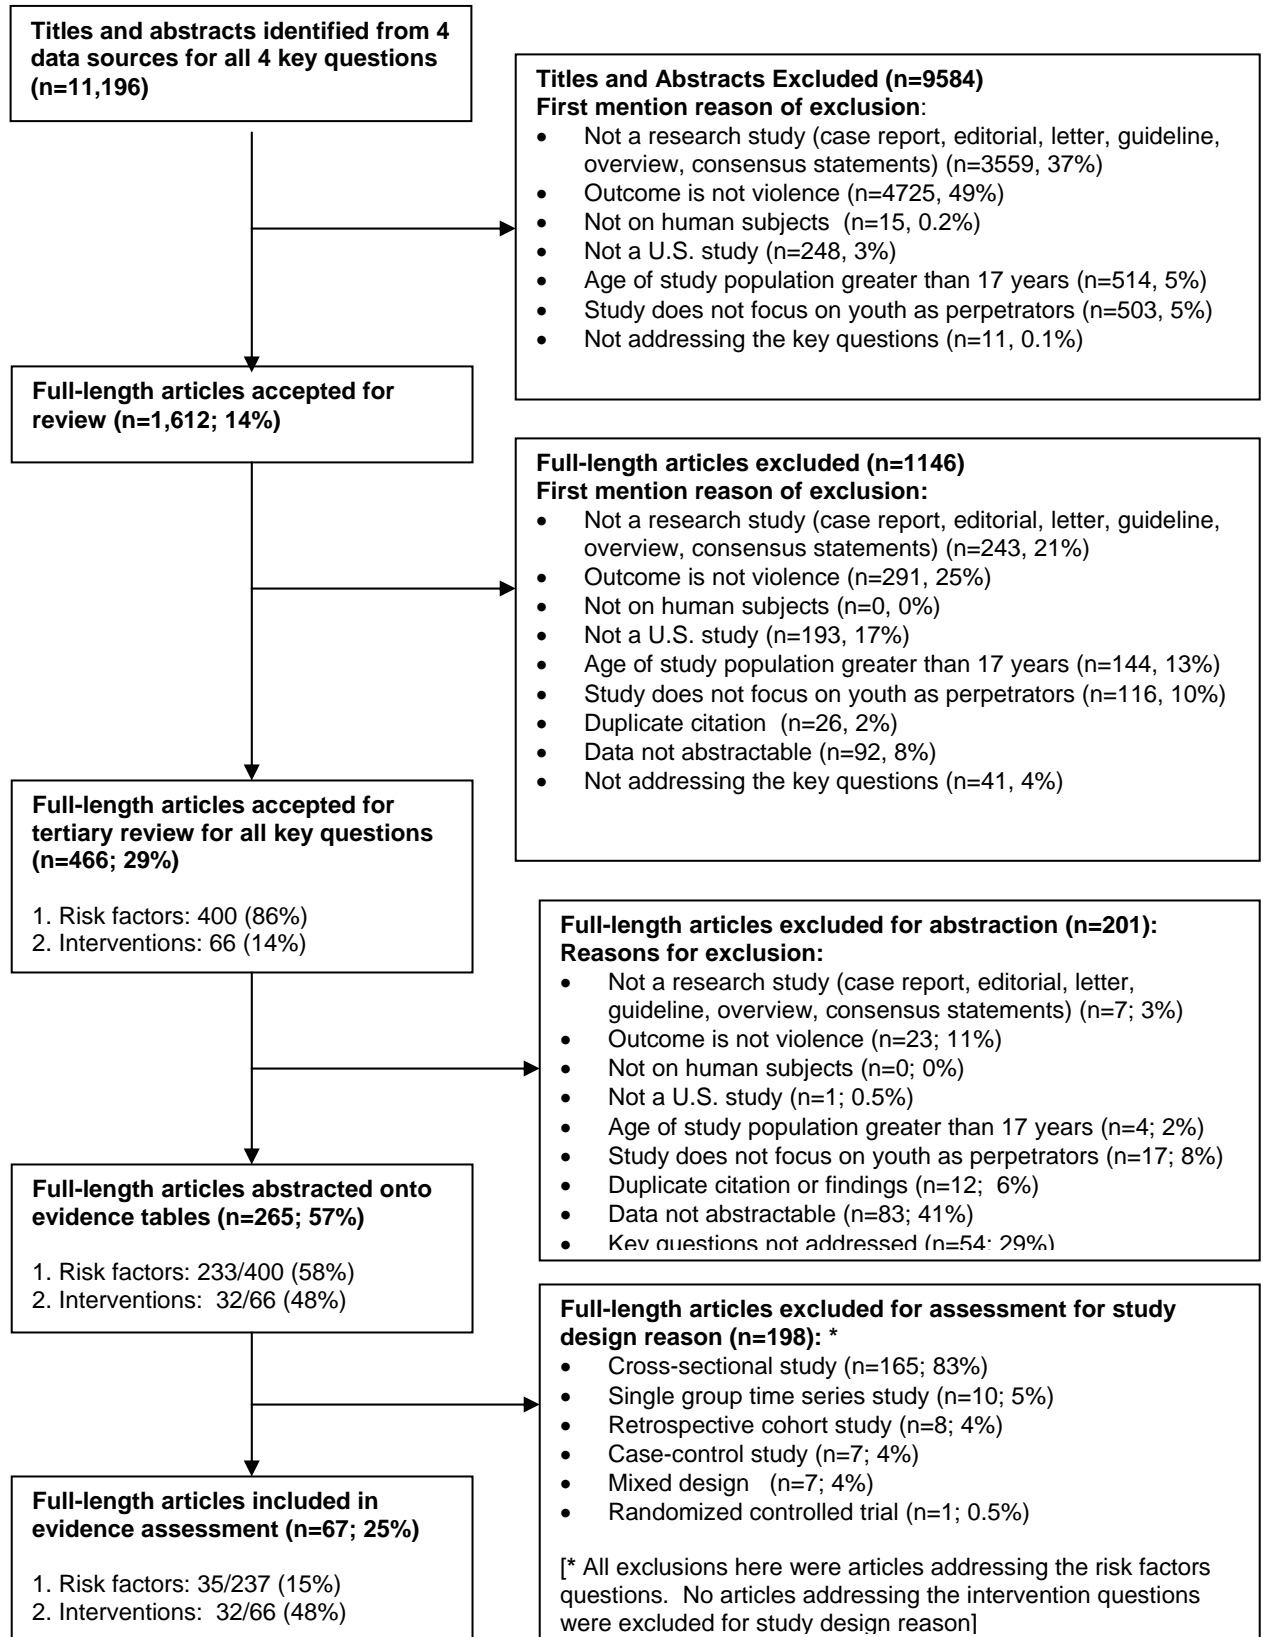 Titles and abstracts identified from 4
data sources for all 4 key questions
(n=11,196)
Titles and Abstracts Excluded (n=9584)
First mention reason of exclusion:
• Not a research study (case report, editorial, letter, guideline,
overview, consensus statements) (n=3559, 37%)
• Outcome is not violence (n=4725, 49%)
• Not on human subjects (n=15, 0.2%)
• Not a U.S. study (n=248, 3%)
• Age of study population greater than 17 years (n=514, 5%)
• Study does not focus on youth as perpetrators (n=503, 5%)
• Not addressing the key questions (n=11, 0.1%)
Full-length articles accepted for
review (n=1,612; 14%)
Full-length articles excluded (n=1146)
First mention reason of exclusion:
• Not a research study (case report, editorial, letter, guideline,
overview, consensus statements) (n=243, 21%)
• Outcome is not violence (n=291, 25%)
• Not on human subjects (n=0, 0%)
• Not a U.S. study (n=193, 17%)
• Age of study population greater than 17 years (n=144, 13%)
• Study does not focus on youth as perpetrators (n=116, 10%)
• Duplicate citation (n=26, 2%)
• Data not abstractable (n=92, 8%)
• Not addressing the key questions (n=41, 4%)
Full-length articles accepted for
tertiary review for all key questions
(n=466; 29%)
1. Risk factors: 400 (86%)
2. Interventions: 66 (14%)
Full-length articles excluded for abstraction (n=201):
Reasons for exclusion:
• Not a research study (case report, editorial, letter,
guideline, overview, consensus statements) (n=7; 3%)
• Outcome is not violence (n=23; 11%)
• Not on human subjects (n=0; 0%)
• Not a U.S. study (n=1; 0.5%)
• Age of study population greater than 17 years (n=4; 2%)
• Study does not focus on youth as perpetrators (n=17; 8%)
• Duplicate citation or findings (n=12; 6%)
• Data not abstractable (n=83; 41%)
• Key questions not addressed (n=54; 29%)
Full-length articles abstracted onto
evidence tables (n=265; 57%)
1. Risk factors: 233/400 (58%)
2. Interventions: 32/66 (48%)
Full-length articles excluded for assessment for study
design reason (n=198): *
• Cross-sectional study (n=165; 83%)
• Single group time series study (n=10; 5%)
• Retrospective cohort study (n=8; 4%)
• Case-control study (n=7; 4%)
• Mixed design (n=7; 4%)
• Randomized controlled trial (n=1; 0.5%)
[* All exclusions here were articles addressing the risk factors
questions. No articles addressing the intervention questions
were excluded for study design reason]
Full-length articles included in
evidence assessment (n=67; 25%)
1. Risk factors: 35/237 (15%)
2. Interventions: 32/66 (48%)